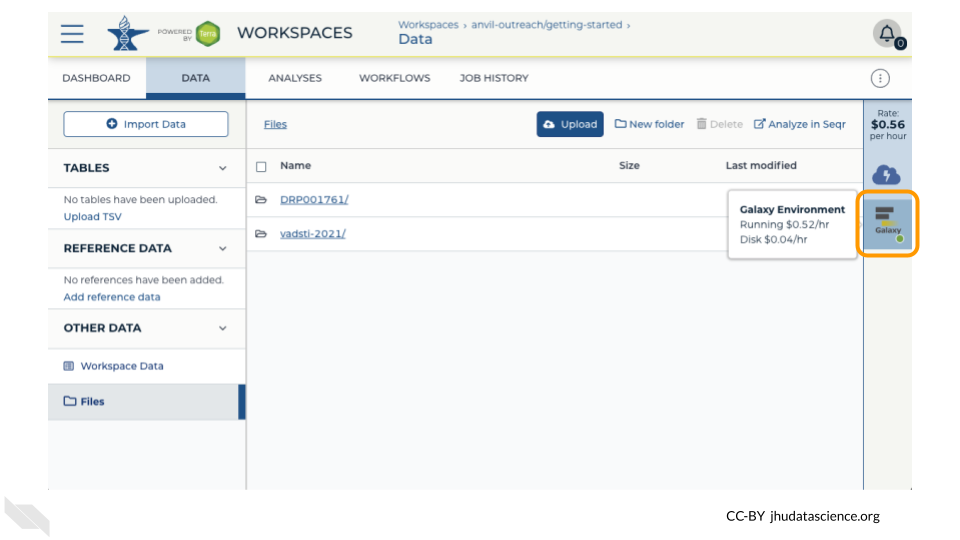 POWERED
BY
Terra
WORKSPACES
Workspaces › anvil-outreach/getting-started ›
Data
0
DASHBOARD
DATA
ANALYSES
WORKFLOWS
JOB HISTORY
Import Data
Files
Upload
New folder
Delete
Analyze in Seqr
Rate:
$0.56
per hour
TABLES
Name
Size
Last modified
No tables have been uploaded.
Upload TSV
DRP001761/
Galaxy Environment
Running $0.52/hr
Disk $0.04/hr
Galaxy
vadsti-2021/
REFERENCE DATA
No references have been added.
Add reference data
OTHER DATA
Workspace Data
Files
CC-BY jhudatascience.org